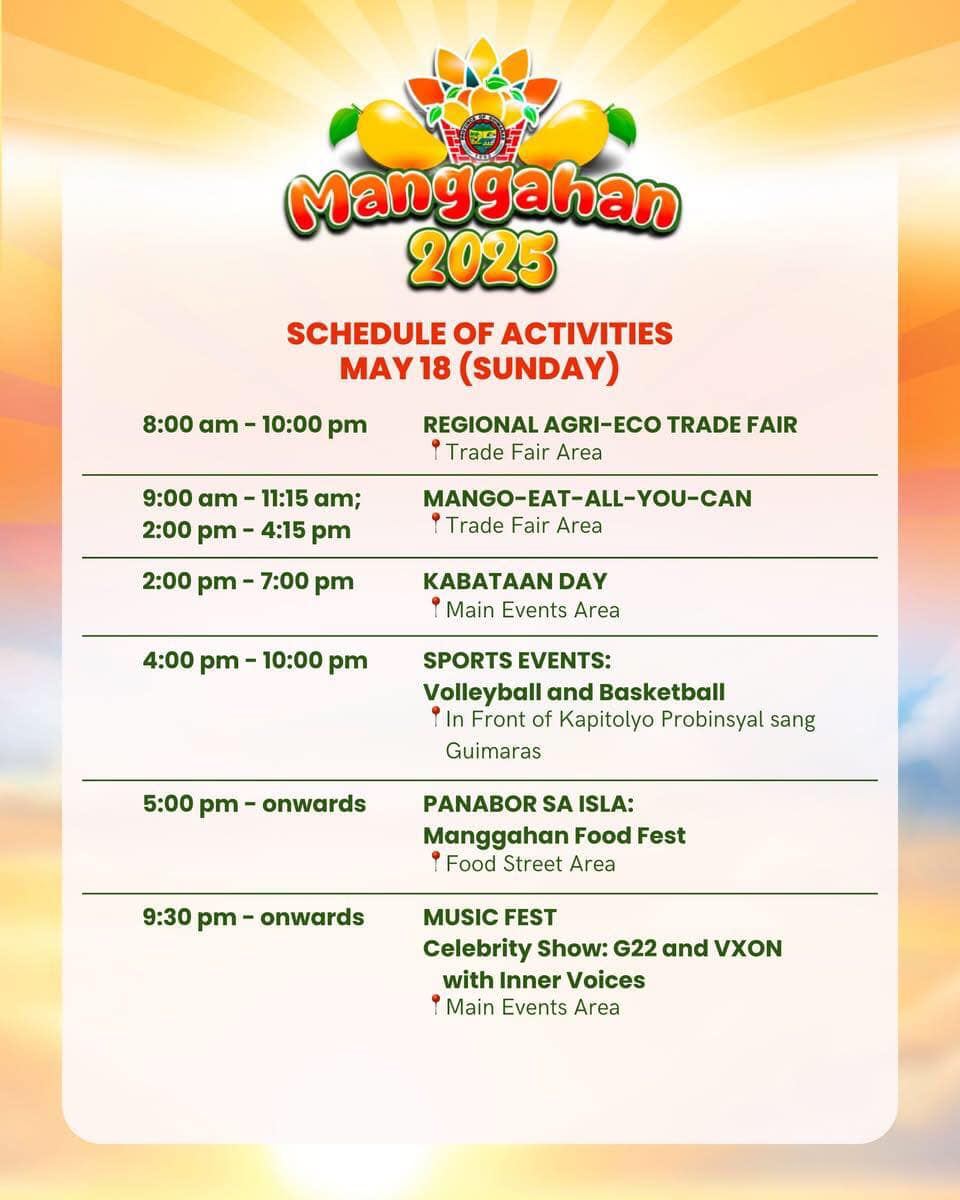 Manggahan
2025
SCHEDULE OF ACTIVITIES
MAY 18 (SUNDAY)
8:00 am - 10:00 pm
REGIONAL AGRI-ECO TRADE FAIR
Trade Fair Area
9:00 am - 11:15 am;
2:00 pm - 4:15 pm
MANGO-EAT-ALL-YOU-CAN
Trade Fair Area
2:00 pm - 7:00 pm
KABATAAN DAY
Main Events Area
4:00 pm - 10:00 pm
SPORTS EVENTS:
Volleyball and Basketball
In Front of Kapitolyo Probinsyal sang
Guimaras
5:00 pm - onwards
PANABOR SA ISLA:
Manggahan Food Fest
Food Street Area
9:30 pm - onwards
MUSIC FEST
Celebrity Show: G22 and VXON
with Inner Voices
Main Events Area